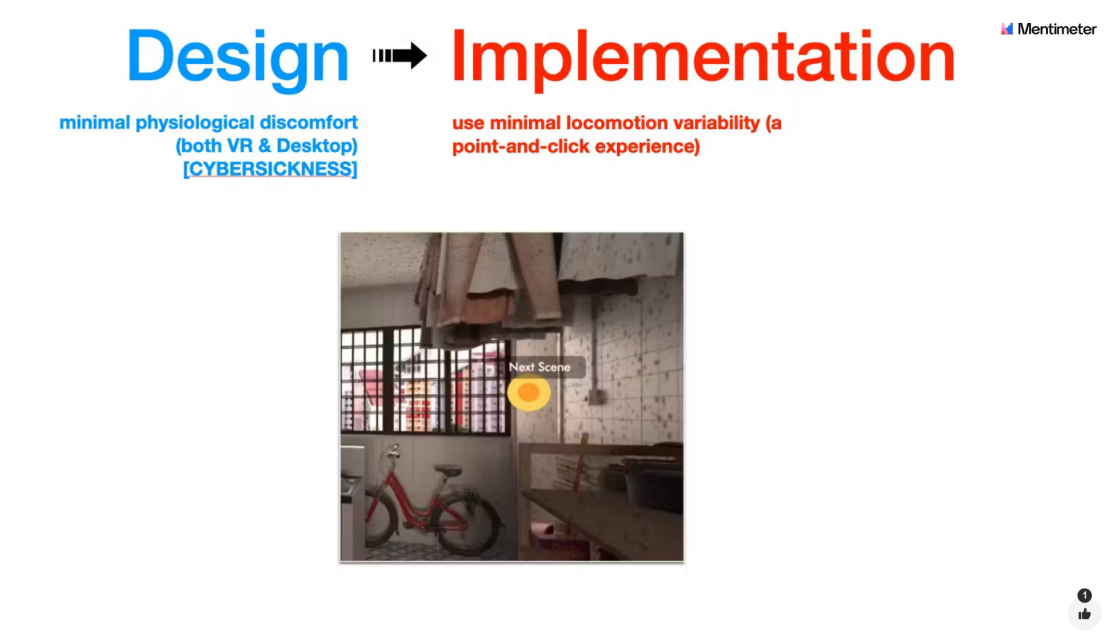 Design
Implementation
Mentimeter
minimal physiological discomfort
(both VR & Desktop)
[CYBERSICKNESS]
use minimal locomotion variability (a
point-and-click experience)
Next Scene
1